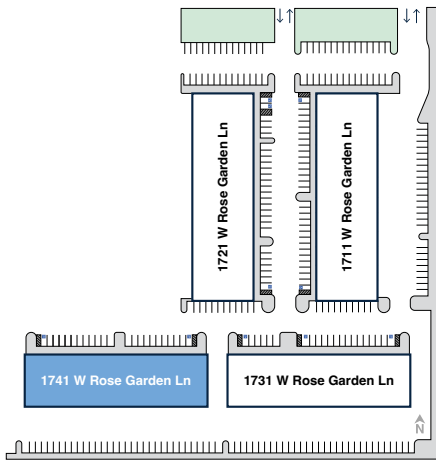 1721 W Rose Garden Ln
1711 W Rose Garden Ln
1741 W Rose Garden Ln
1731 W Rose Garden Ln
N